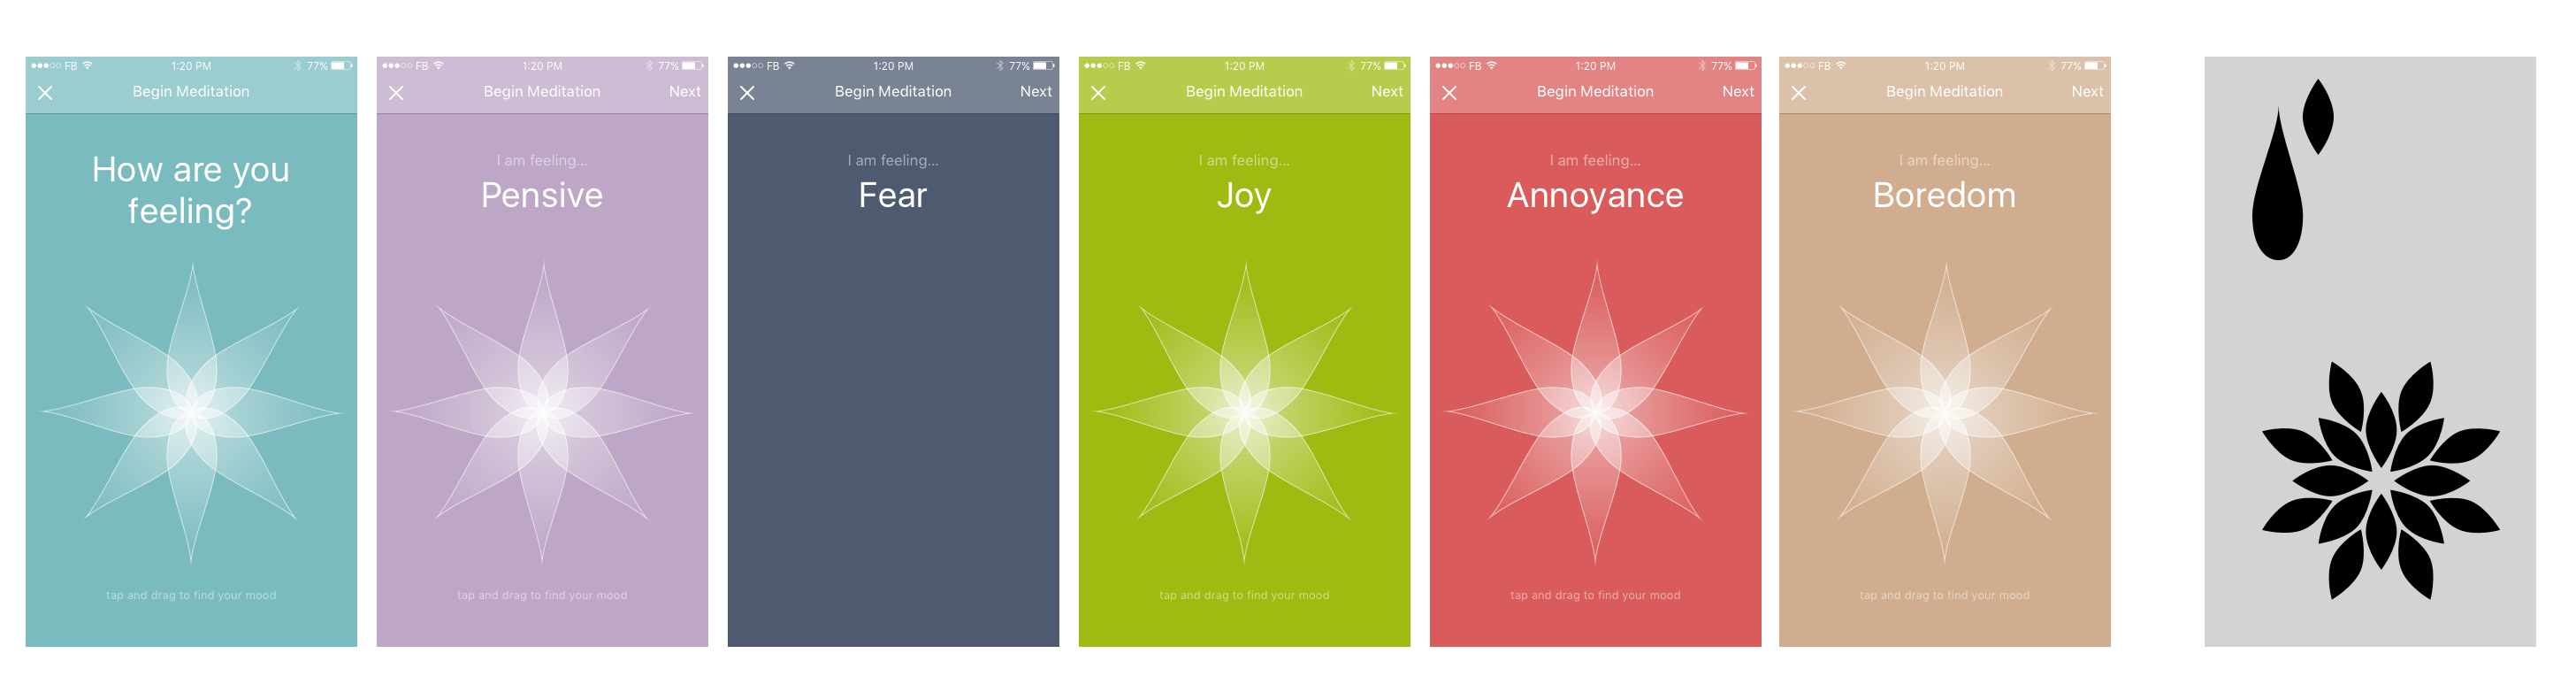 FB 1:20 PM 77%
Begin Meditation
How are you
feeling?
tap and drag to find your mood
FB 1:20 PM 77%
Begin Meditation Next
I am feeling...
Pensive
tap and drag to find your mood
FB 1:20 PM 77%
Begin Meditation Next
I am feeling...
Fear
FB 1:20 PM 77%
Begin Meditation Next
I am feeling...
Joy
tap and drag to find your mood
FB 1:20 PM 77%
Begin Meditation Next
I am feeling...
Annoyance
tap and drag to find your mood
FB 1:20 PM 77%
Begin Meditation Next
I am feeling...
Boredom
tap and drag to find your mood